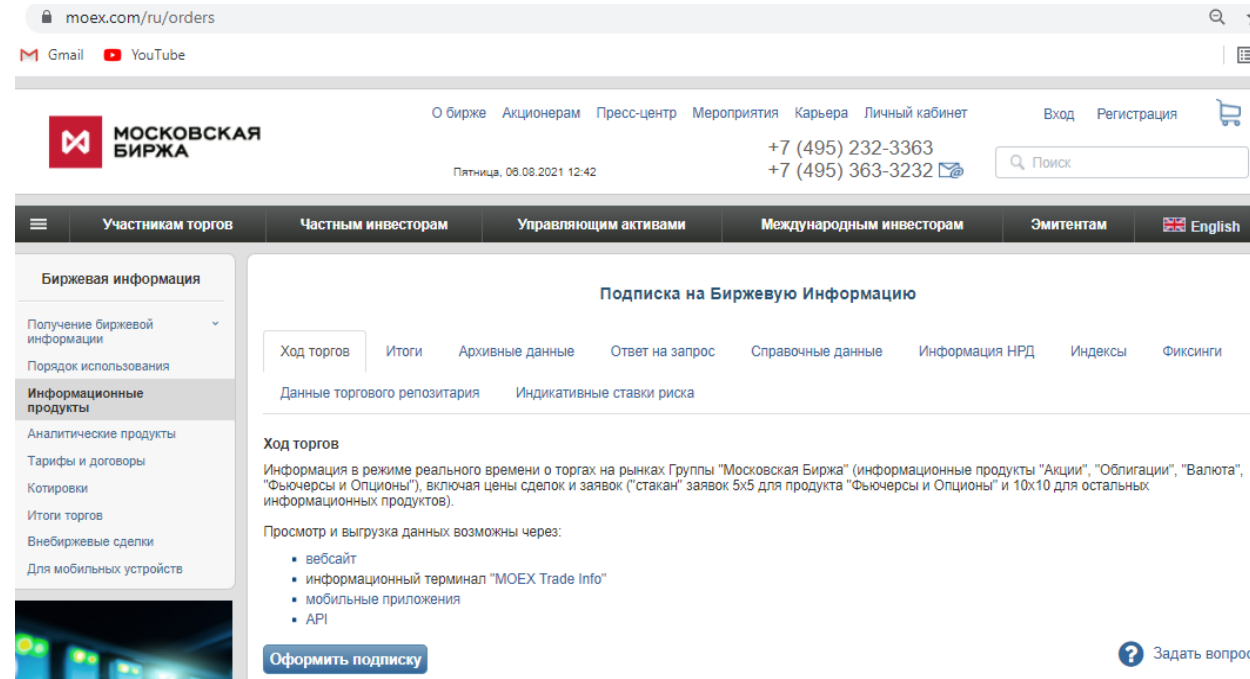 moex.com/ru/orders
Gmail YouTube
О бирже Акционерам Пресс-центр Мероприятия Карьера Личный кабинет Вход Регистрация
МОСКОВСКАЯ
БИРЖА
+7 (495) 232-3363
Пятница, 06.08.2021 12:42
+7 (495) 363-3232
Поиск
Участникам торгов Частным инвесторам Управляющим активами Международным инвесторам Эмитентам English
Биржевая информация
Получение биржевой
информации
Порядок использования
Информационные
продукты
Аналитические продукты
Тарифы и договоры
Котировки
Итоги торгов
Внебиржевые сделки
Для мобильных устройств
Подписка на Биржевую Информацию
Ход торгов Итоги Архивные данные Ответ на запрос Справочные данные Информация НРД Индексы Фиксинги
Данные торгового репозитария Индикативные ставки риска
Ход торгов
Информация в режиме реального времени о торгах на рынках Группы "Московская Биржа" (информационные продукты "Акции", "Облигации", "Валюта",
"Фьючерсы и Опционы"), включая цены сделок и заявок ("стакан" заявок 5x5 для продукта "Фьючерсы и Опционы" и 10x10 для остальных
информационных продуктов).
Просмотр и выгрузка данных возможны через:
вебсайт
информационный терминал "MOEX Trade Info"
мобильные приложения
API
Оформить подписку
Задать вопрос